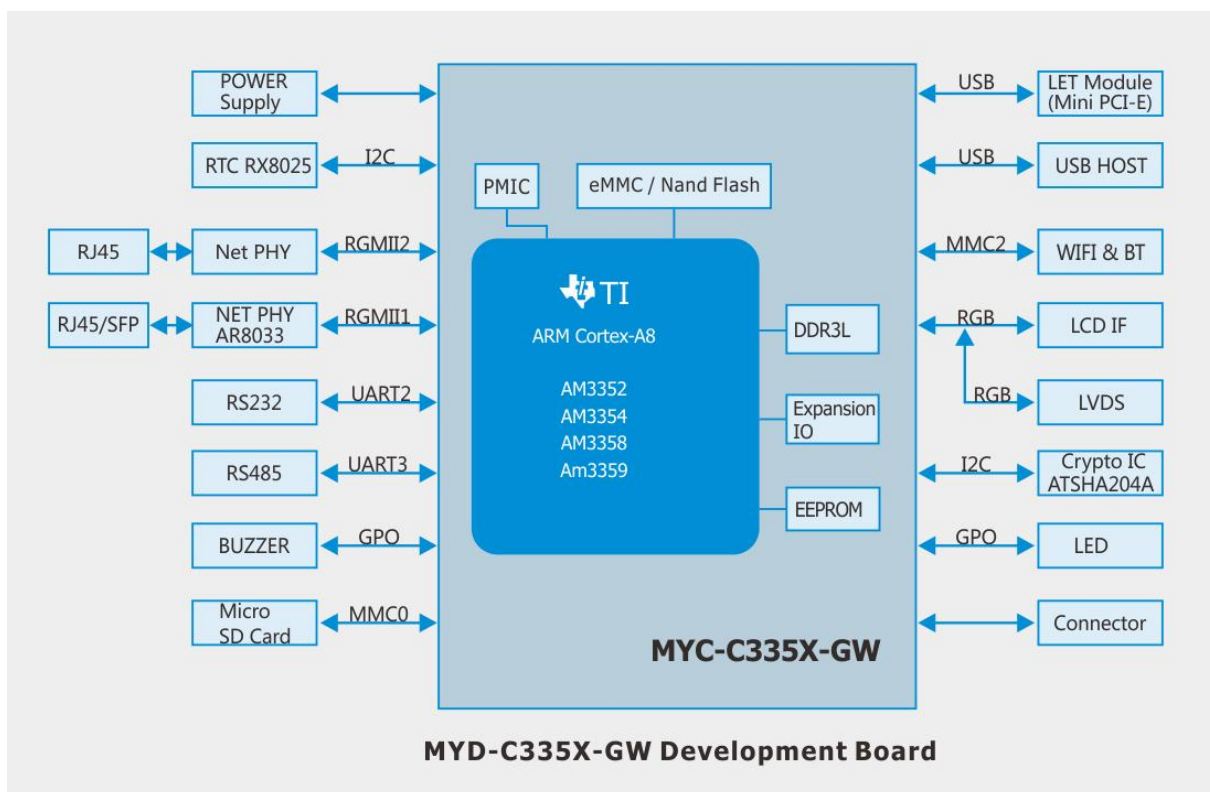 POWER
Supply
USB
LET Module
(Mini PCI-E)
RTC RX8025
I2C
PMIC
eMMC / Nand Flash
USB
USB HOST
RJ45
Net PHY
RGMII2
MMC2
WIFI & BT
RJ45/SFP
NET PHY
AR8033
RGMII1
TI
ARM Cortex-A8
DDR3L
RGB
LCD IF
RS232
UART2
AM3352
AM3354
AM3358
Am3359
Expansion
IO
RGB
LVDS
RS485
UART3
I2C
Crypto IC
ATSHA204A
EEPROM
BUZZER
GPO
GPO
LED
Micro
SD Card
MMC0
Connector
MYC-C335X-GW
MYD-C335X-GW Development Board